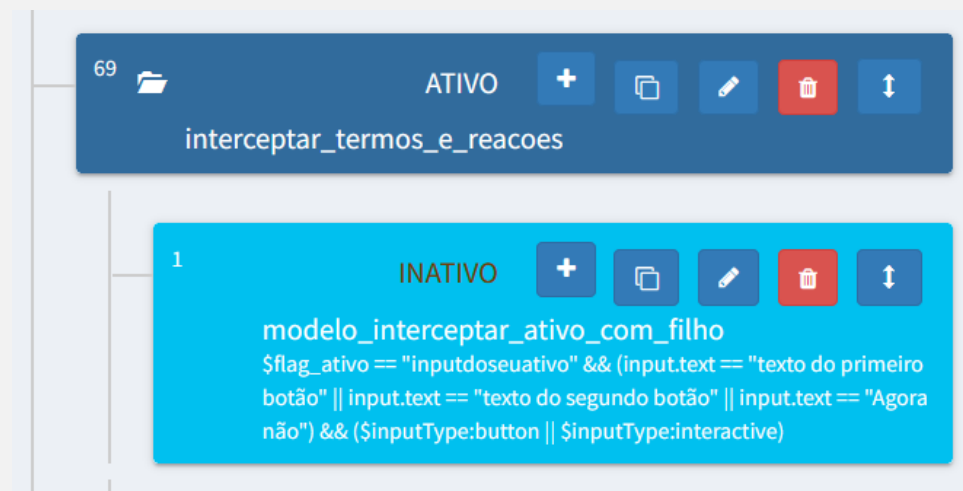 69
ATIVO
interceptar_termos_e_reacoes
1
INATIVO
modelo_interceptar_ativo_com_filho
$flag_ativo == "inputdoseuativo" && (input.text == "texto do primeiro
botão" || input.text == "texto do segundo botão" || input.text == "Agora
não") && ($inputType:button || $inputType:interactive)